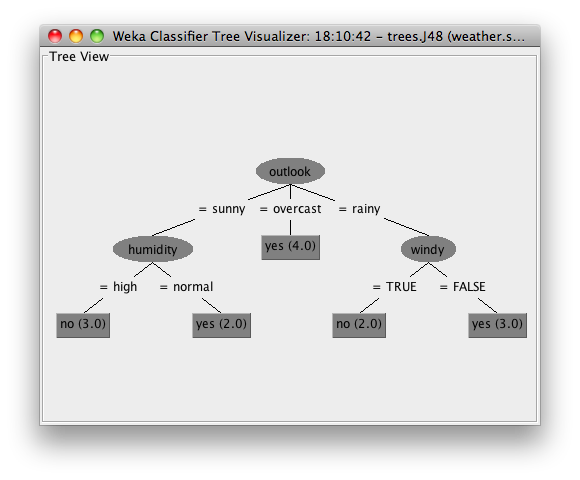 Weka Classifier Tree Visualizer: 18:10:42 – trees.J48 (weather.s...
Tree View
outlook
= sunny = overcast = rainy
humidity yes (4.0) windy
= high = normal = TRUE = FALSE
no (3.0) yes (2.0) no (2.0) yes (3.0)